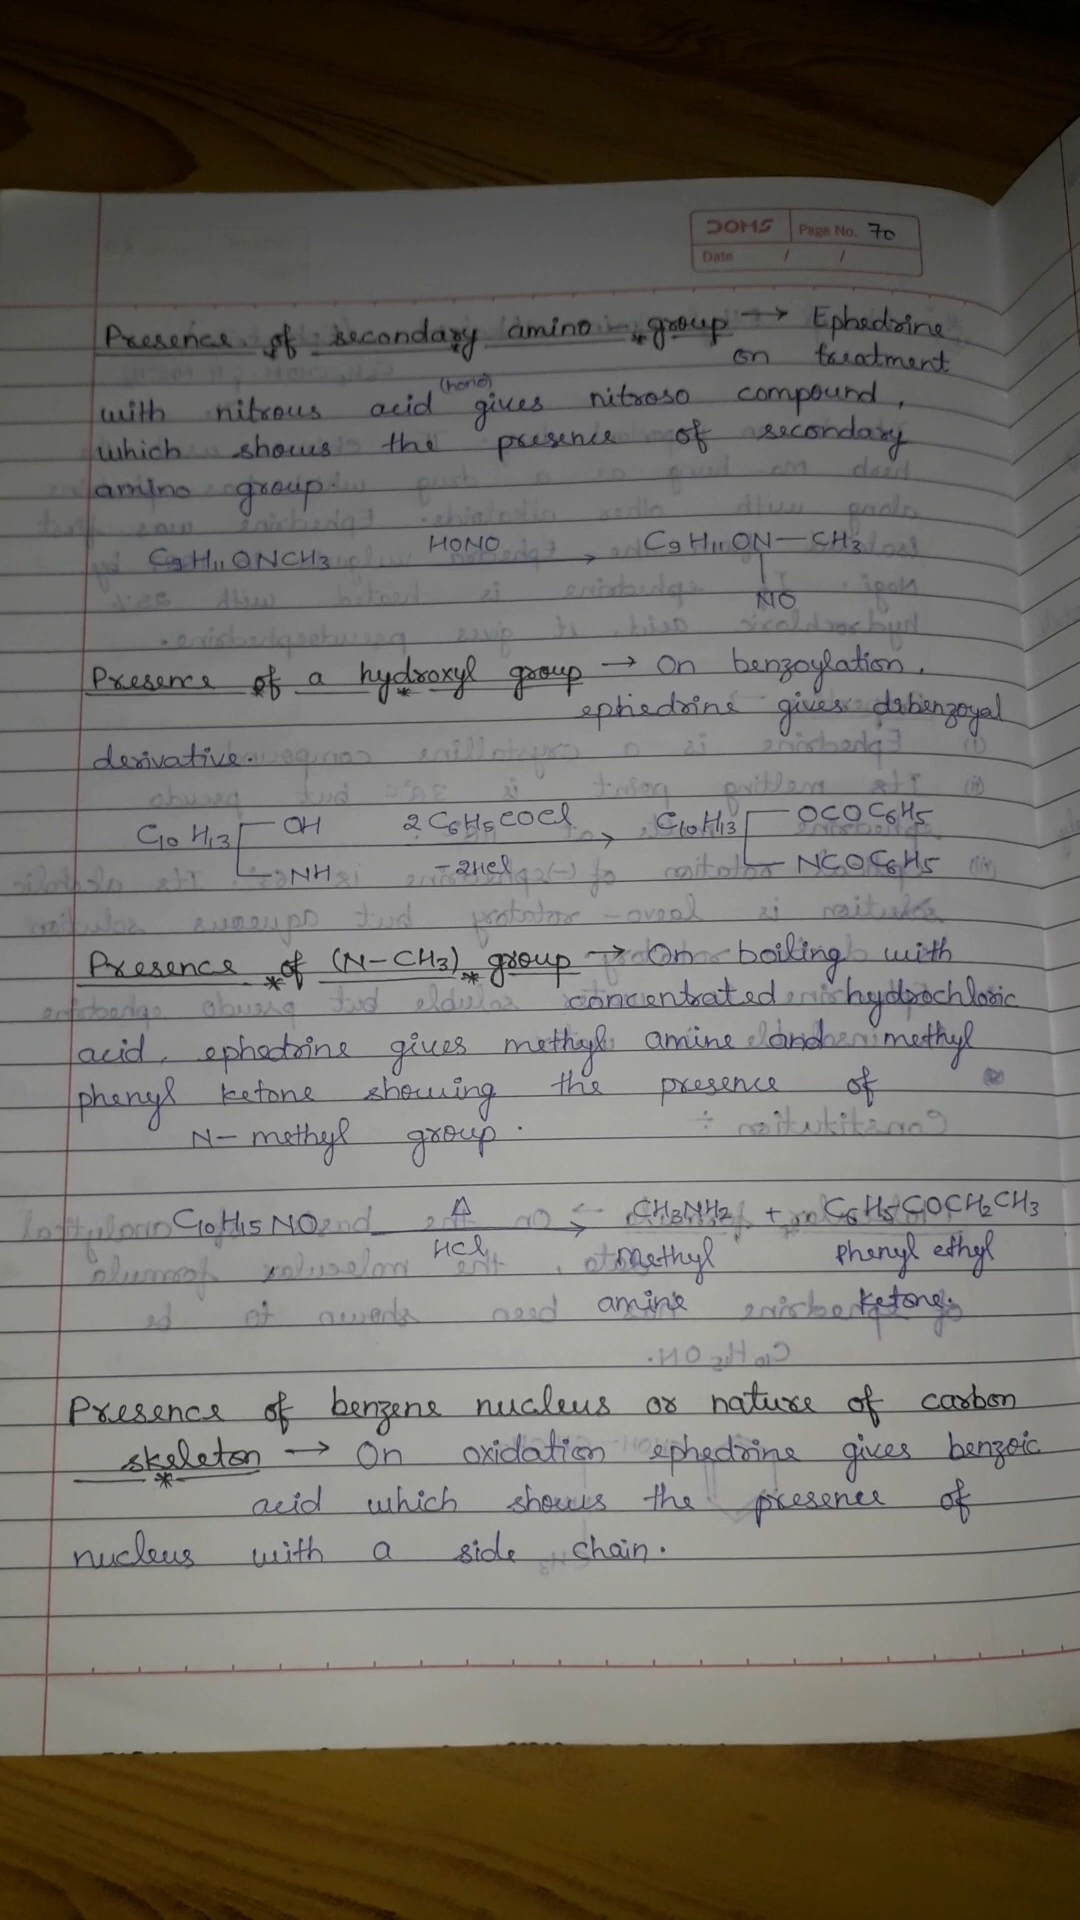 DOMS Page No. 70
Date / /
Presence of secondary amino group → Ephedrine
on treatment
(hono)
with nitrous acid gives nitroso compound,
which shows the presence of secondary
amino group
C9H11ONCH3 HONO → C9H11ON-CH3
NO
Presence of a hydroxyl group → On benzoylation,
ephedrine gives dibenzoyal
derivative.
C10H13 OH 2C6H5COCl → C10H13 OCOC6H5
NH -2HCl NCOC6H5
Presence of (N-CH3) group → On boiling with
concentrated hydrochloric
acid, ephedrine gives methyl amine and methyl
phenyl ketone showing the presence of
N-methyl group.
C10H15NO Δ → CH3NH2 + C6H5COCH2CH3
HCl methyl phenyl ethyl
amine ketone.
Presence of benzene nucleus or nature of carbon
skeleton → On oxidation ephedrine gives benzoic
acid which shows the presence of
nucleus with a side chain.